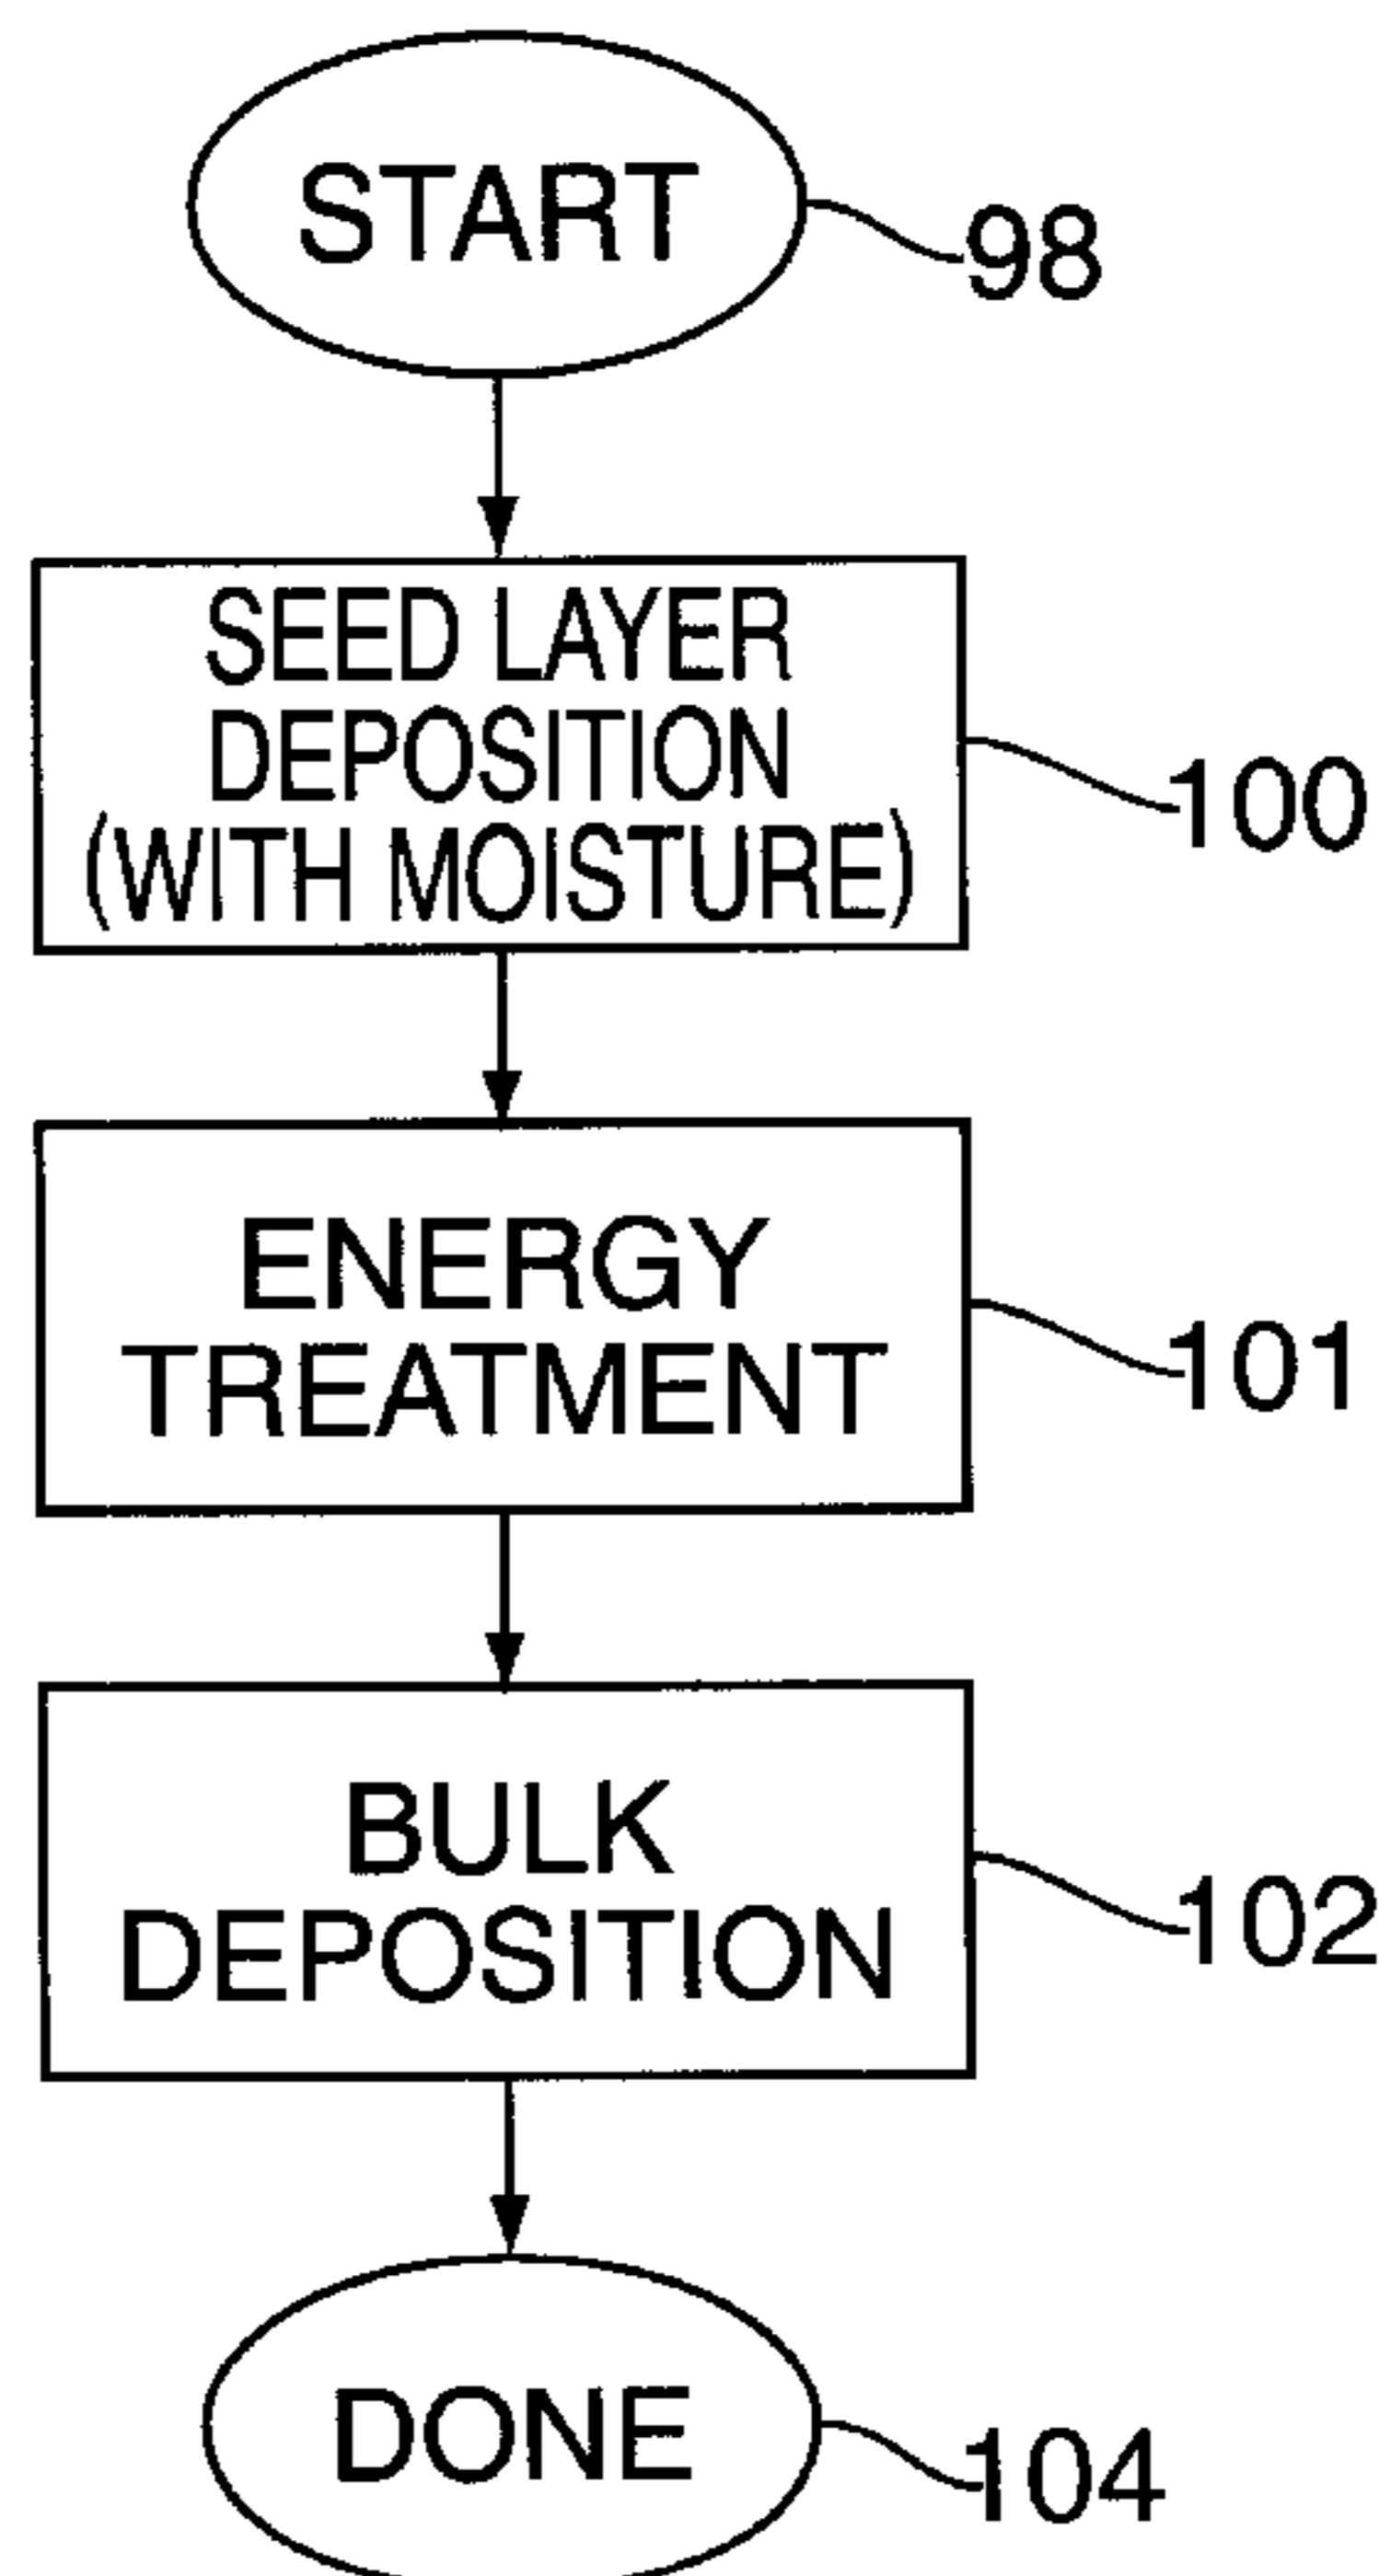 START
98
SEED LAYER
DEPOSITION
(WITH MOISTURE)
100
ENERGY
TREATMENT
101
BULK
DEPOSITION
102
DONE
104